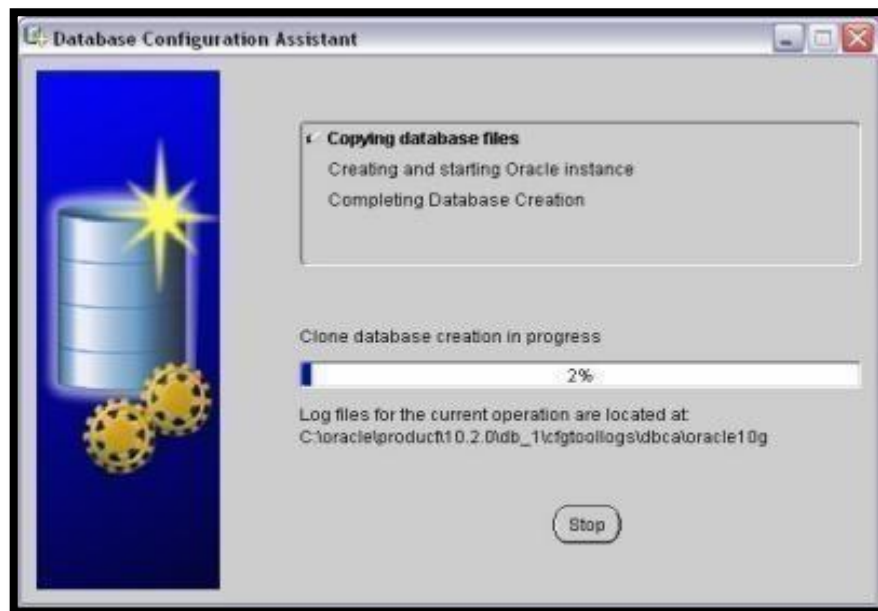 Database Configuration Assistant
Copying database files
Creating and starting Oracle instance
Completing Database Creation
Clone database creation in progress
2%
Log files for the current operation are located at:
C:\oracle\product\10.2.0\db_1\cfgtoollogs\dbca\oracle10g
Stop